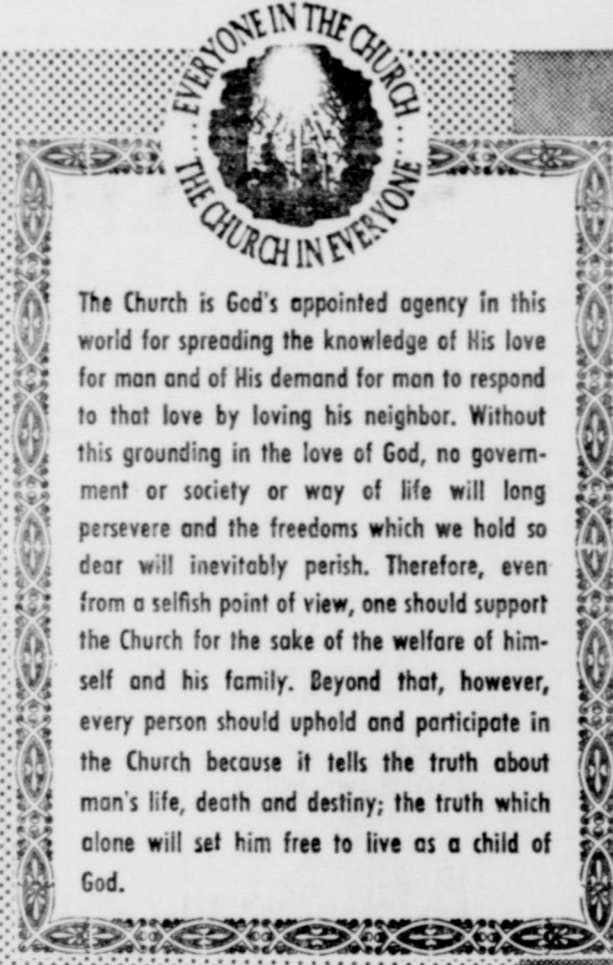 EVERYONE IN THE CHURCH
THE CHURCH IN EVERYONE
The Church is God's appointed agency in this
world for spreading the knowledge of His love
for man and of His demand for man to respond
to that love by loving his neighbor. Without
this grounding in the love of God, no govern-
ment or society or way of life will long
persevere and the freedoms which we hold so
dear will inevitably perish. Therefore, even
from a selfish point of view, one should support
the Church for the sake of the welfare of him-
self and his family. Beyond that, however,
every person should uphold and participate in
the Church because it tells the truth about
man's life, death and destiny; the truth which
alone will set him free to live as a child of
God.